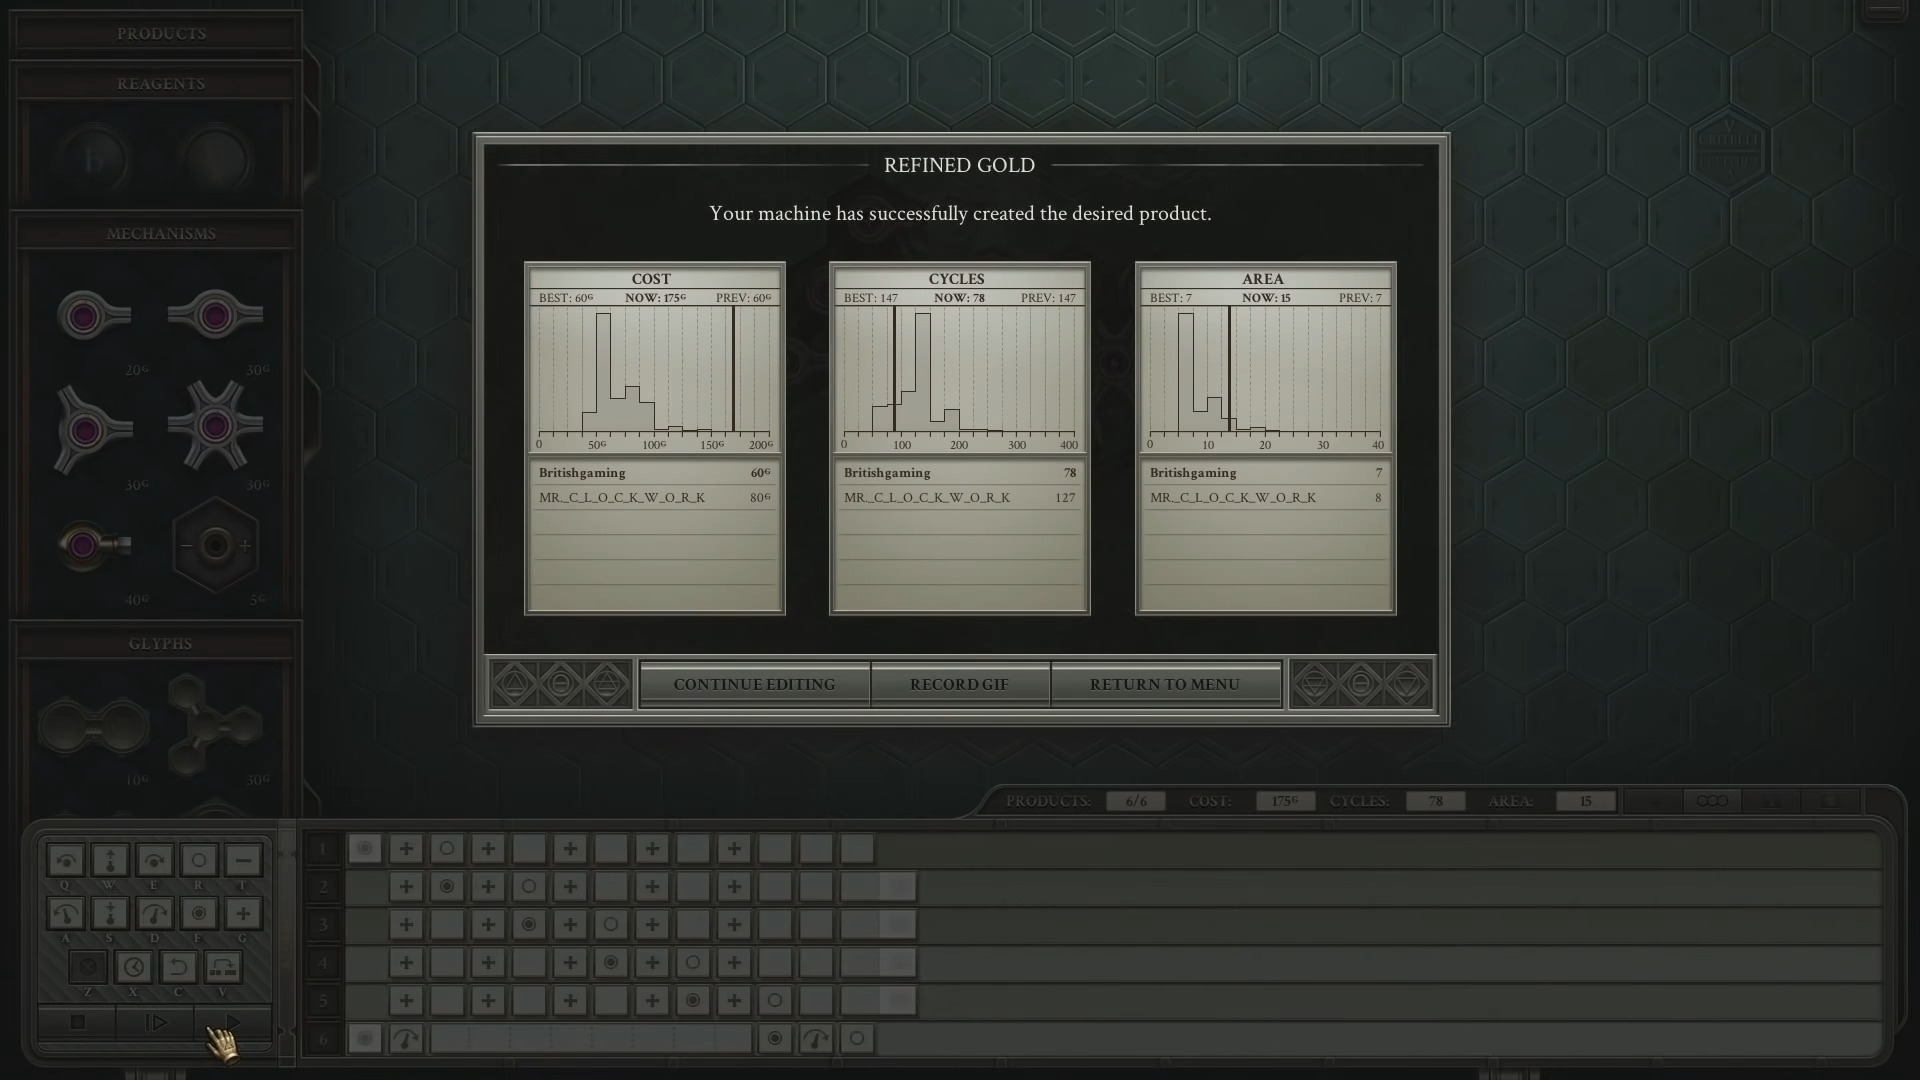 PRODUCTS
REAGENTS
MECHANISMS
20G 30G
30G 30G
40G 5G
GLYPHS
10G 30G
REFINED GOLD
Your machine has successfully created the desired product.
COST
BEST: 60G NOW: 175G PREV: 60G
0 50G 100G 150G 200G
Britishgaming 60G
MR._C_L_O_C_K_W_O_R_K 80G
CYCLES
BEST: 147 NOW: 78 PREV: 147
0 100 200 300 400
Britishgaming 78
MR._C_L_O_C_K_W_O_R_K 127
AREA
BEST: 7 NOW: 15 PREV: 7
0 10 20 30 40
Britishgaming 7
MR._C_L_O_C_K_W_O_R_K 8
CONTINUE EDITING RECORD GIF RETURN TO MENU
PRODUCTS: 6/6 COST: 175G CYCLES: 78 AREA: 15
Q W E R T
A S D F G
Z X C V
1
2
3
4
5
6